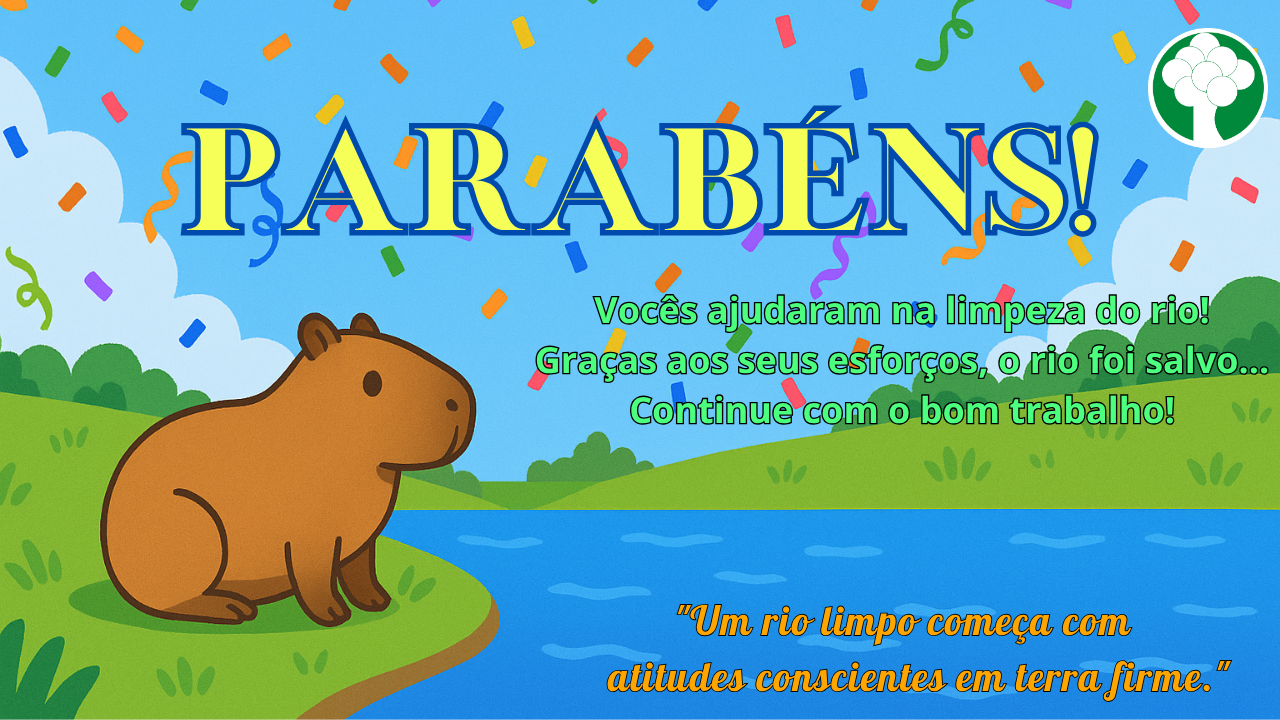 PARABÉNS!
Vocês ajudaram na limpeza do rio!
Graças aos seus esforços, o rio foi salvo...
Continue com o bom trabalho!
"Um rio limpo começa com
atitudes conscientes em terra firme."